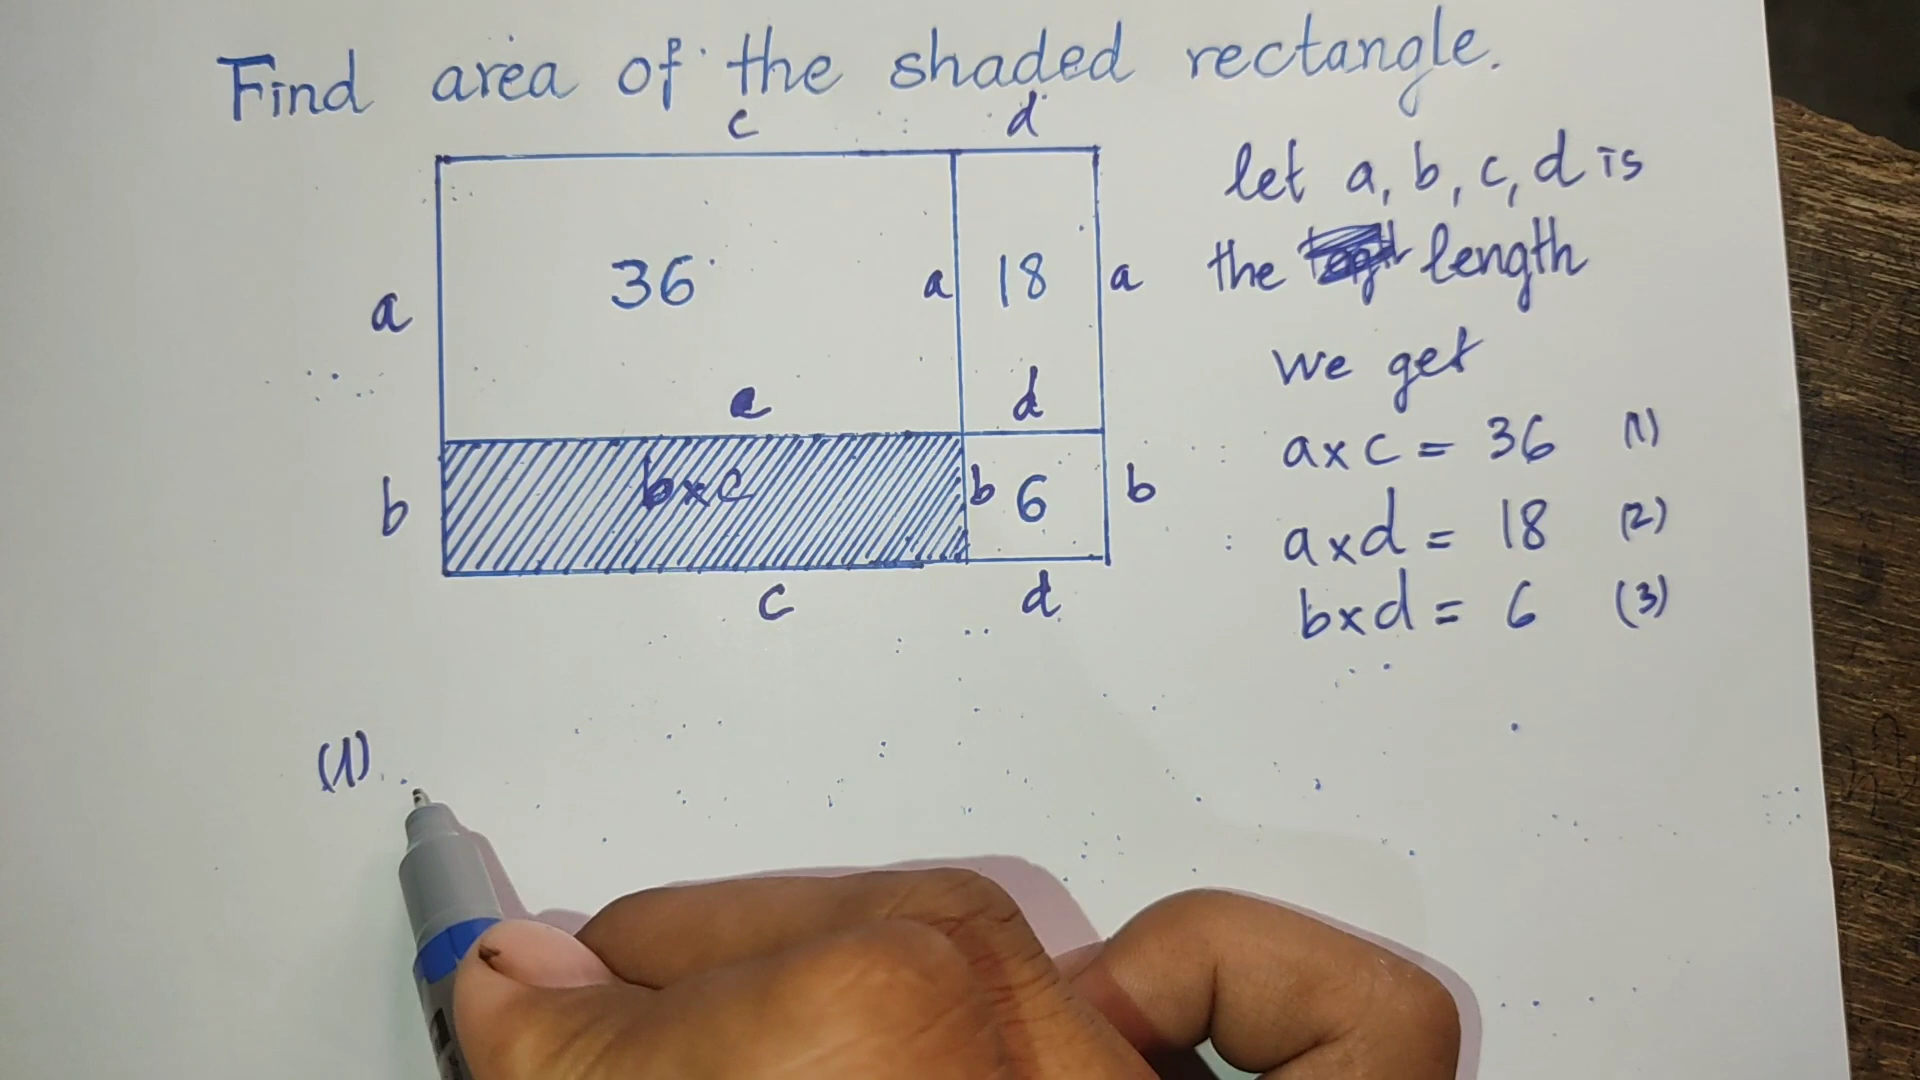 Find area of the shaded rectangle.
c d
let a, b, c, d is
the length
36 a 18 a
a
we get
c d
a x c = 36 (1)
b b x c b 6 b
a x d = 18 (2)
c d
b x d = 6 (3)
(1)